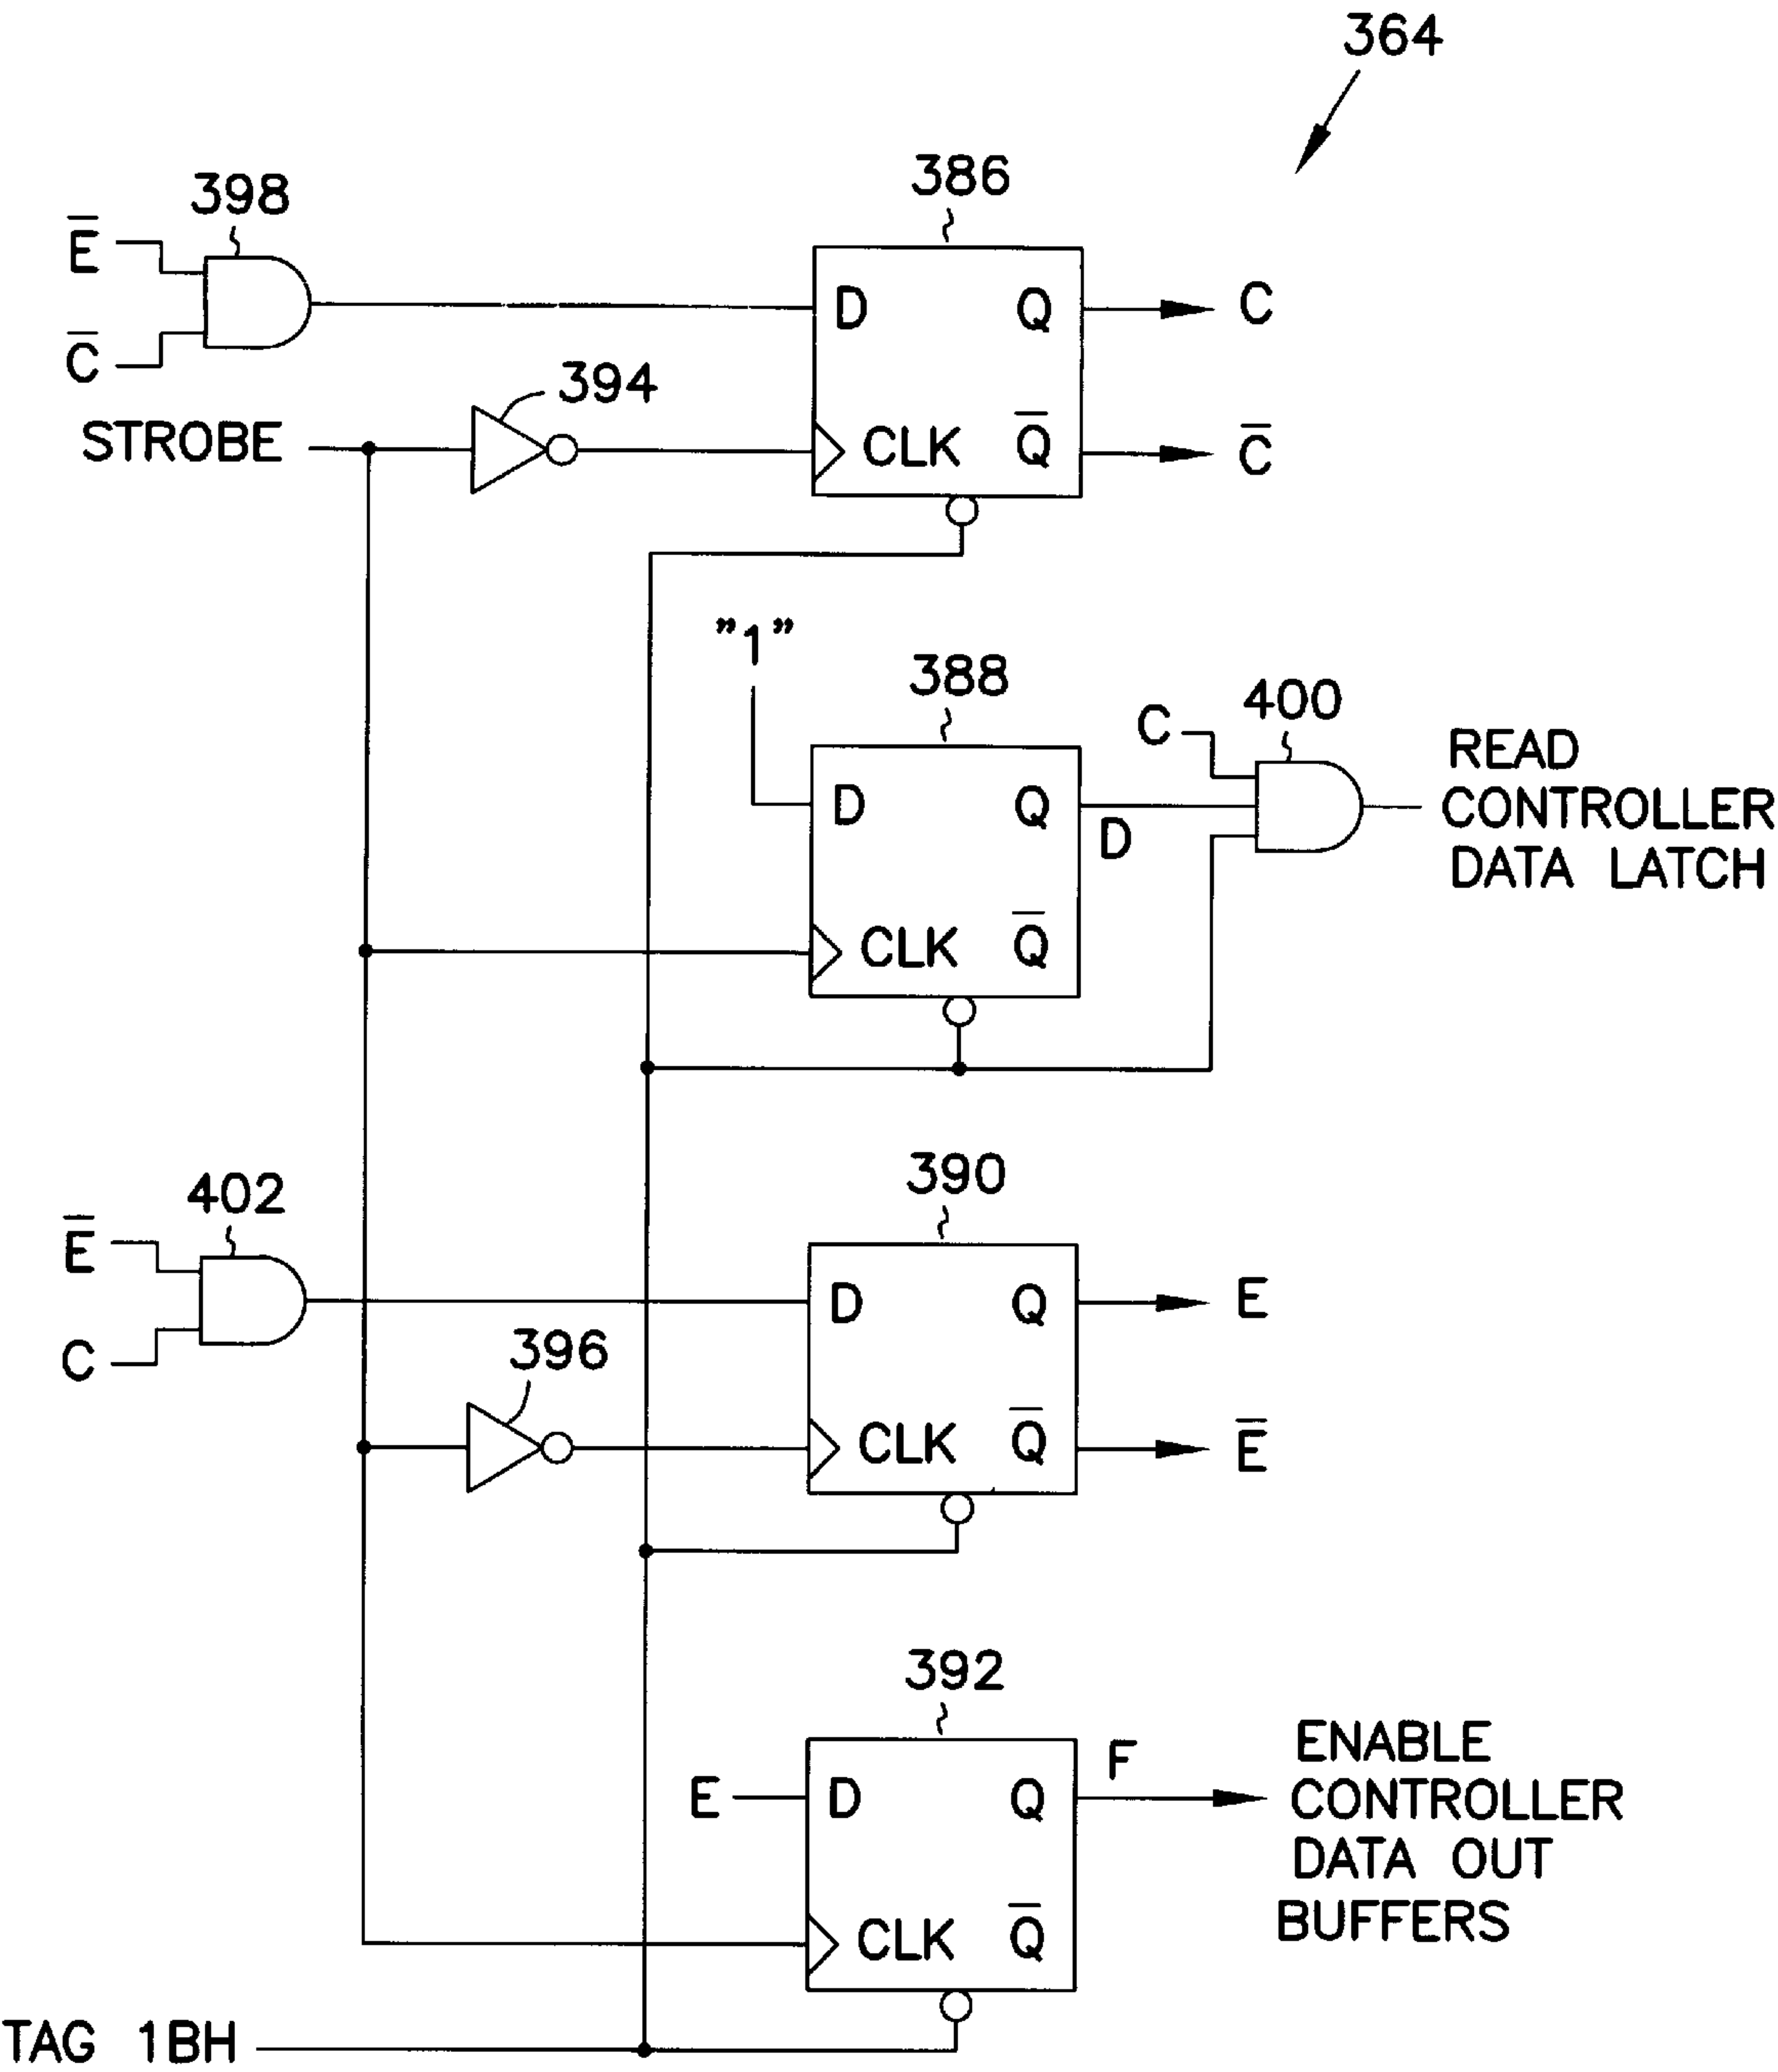 364
386
398
E̅
D Q C
C̅
394
STROBE
CLK Q̅ C̅
"1"
388
400
C
READ
D Q CONTROLLER
D
DATA LATCH
CLK Q̅
390
402
E̅
D Q E
C
396
CLK Q̅ E̅
392
ENABLE
F
E D Q CONTROLLER
DATA OUT
BUFFERS
CLK Q̅
TAG 1BH